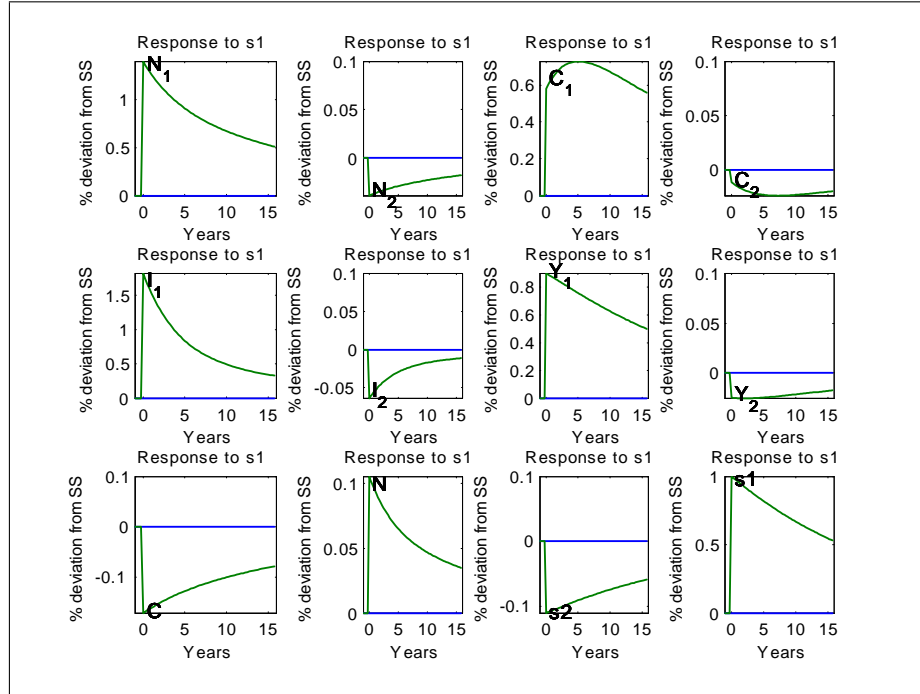 Response to s1 Response to s1 Response to s1 Response to s1
% deviation from SS
1
0.5
0
N1
0 5 10 15
Years
% deviation from SS
0.1
0.05
0
N2
0 5 10 15
Years
% deviation from SS
0.6
0.4
0.2
0
C1
0 5 10 15
Years
% deviation from SS
0.1
0.05
0
C2
0 5 10 15
Years
Response to s1 Response to s1 Response to s1 Response to s1
% deviation from SS
1.5
1
0.5
0
I1
0 5 10 15
Years
% deviation from SS
0.1
0.05
0
-0.05
I2
0 5 10 15
Years
% deviation from SS
0.8
0.6
0.4
0.2
0
Y1
0 5 10 15
Years
% deviation from SS
0.1
0.05
0
Y2
0 5 10 15
Years
Response to s1 Response to s1 Response to s1 Response to s1
% deviation from SS
0.1
0
-0.1
C
0 5 10 15
Years
% deviation from SS
0.1
0.05
0
N
0 5 10 15
Years
% deviation from SS
0.1
0
-0.1
s2
0 5 10 15
Years
% deviation from SS
1
0.5
0
s1
0 5 10 15
Years